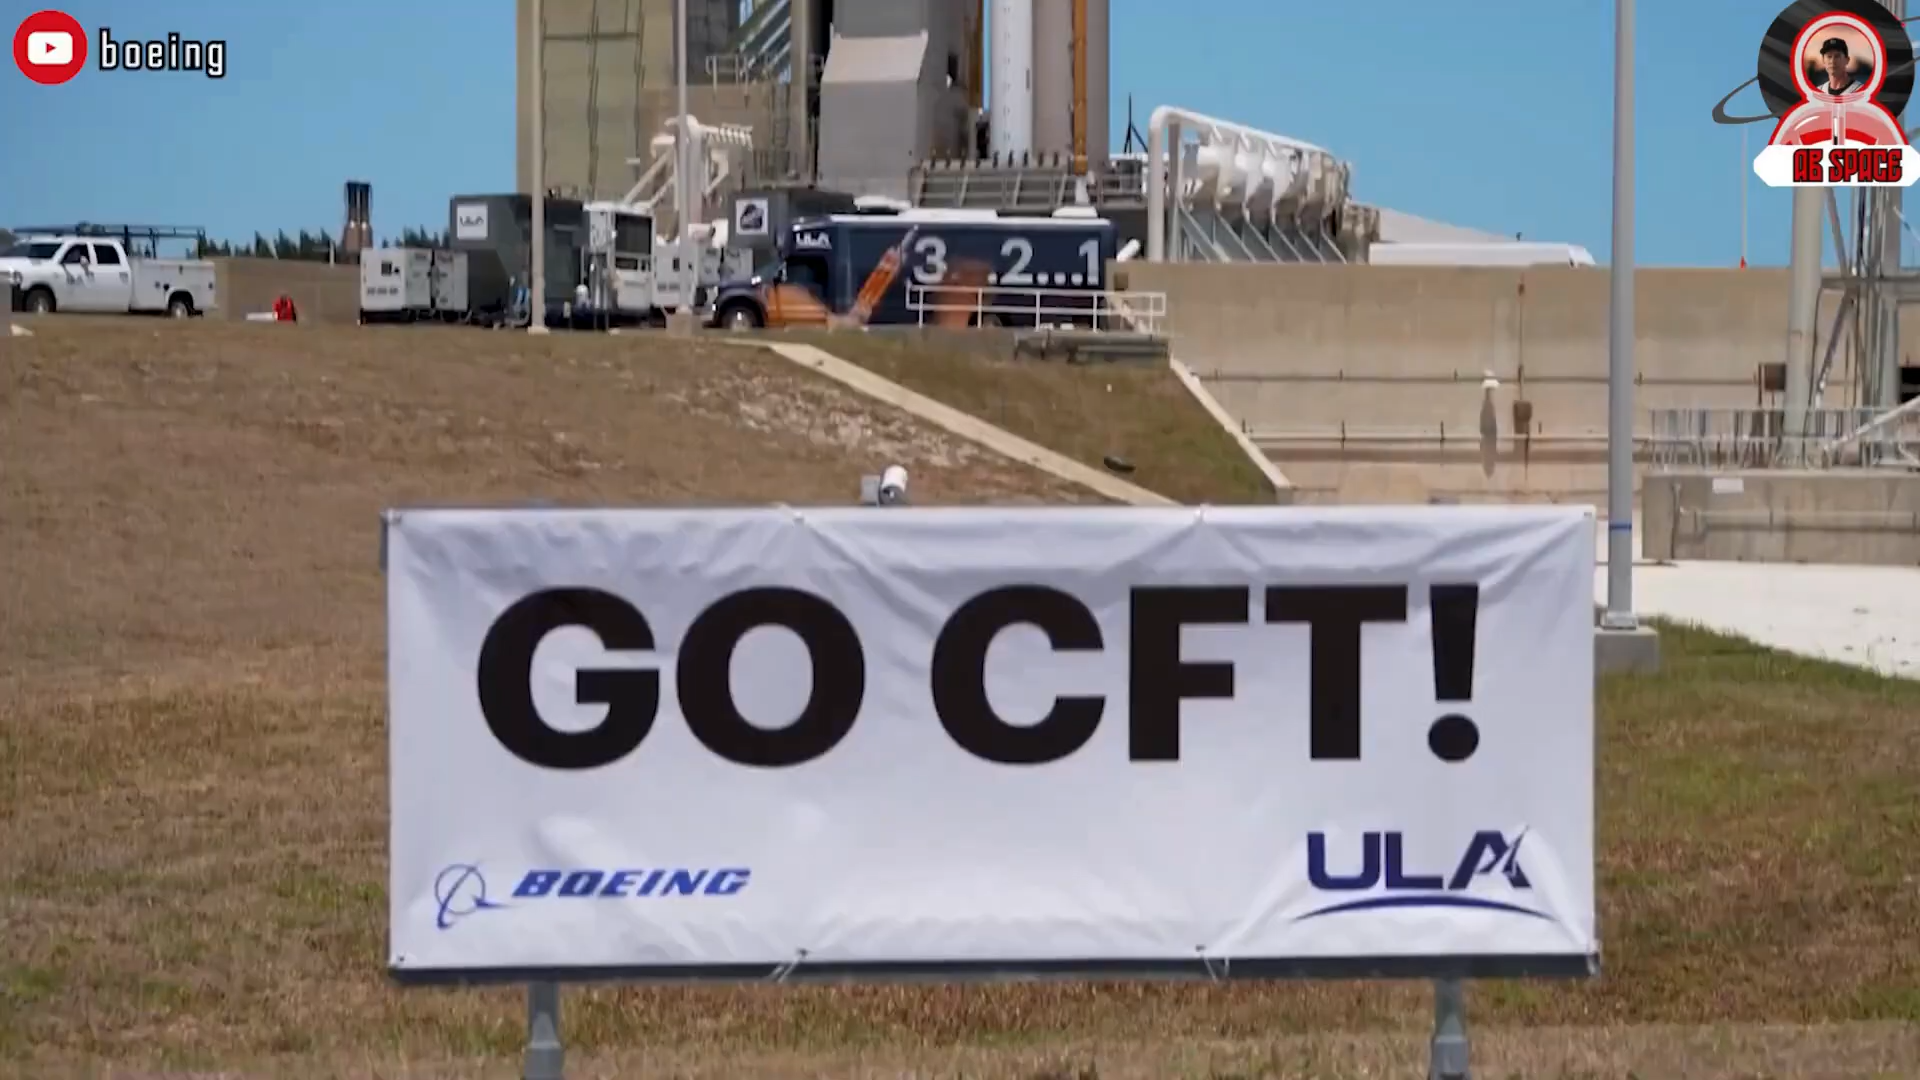 boeing
AB SPACE
ULA
ULA
3...2...1
GO CFT!
BOEING
ULA